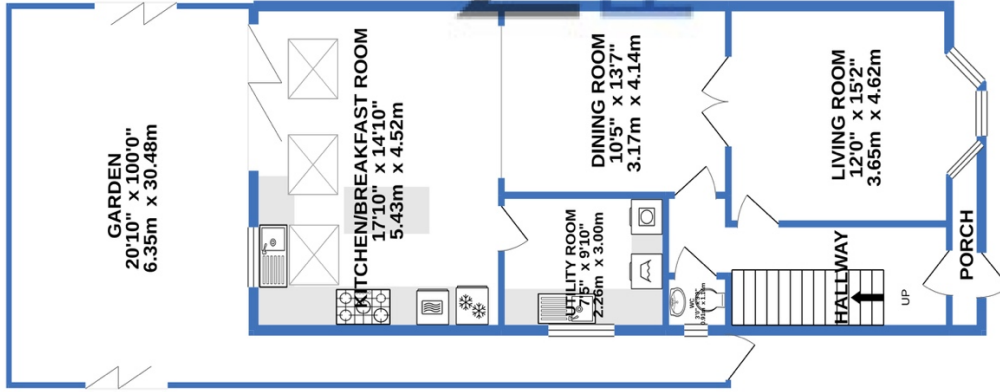 GARDEN
20'10" x 100'0"
6.35m x 30.48m
KITCHEN/BREAKFAST ROOM
17'10" x 14'10"
5.43m x 4.52m
DINING ROOM
10'5" x 13'7"
3.17m x 4.14m
LIVING ROOM
12'0" x 15'2"
3.65m x 4.62m
UTILITY ROOM
7'5" x 9'10"
2.26m x 3.00m
WC
HALLWAY
UP
PORCH